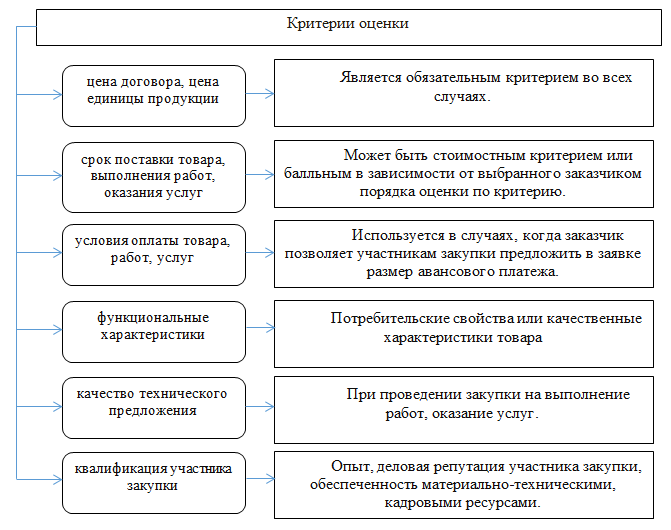 Критерии оценки
цена договора, цена
единицы продукции
Является обязательным критерием во всех
случаях.
срок поставки товара,
выполнения работ,
оказания услуг
Может быть стоимостным критерием или
балльным в зависимости от выбранного заказчиком
порядка оценки по критерию.
условия оплаты товара,
работ, услуг
Используется в случаях, когда заказчик
позволяет участникам закупки предложить в заявке
размер авансового платежа.
функциональные
характеристики
Потребительские свойства или качественные
характеристики товара
качество технического
предложения
При проведении закупки на выполнение
работ, оказание услуг.
квалификация участника
закупки
Опыт, деловая репутация участника закупки,
обеспеченность материально-техническими,
кадровыми ресурсами.